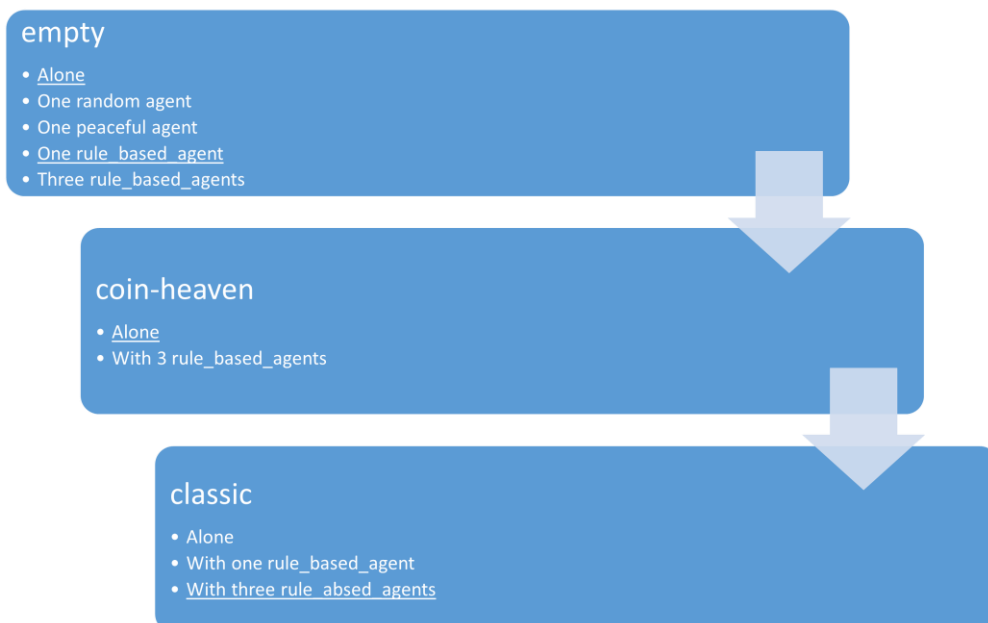 empty
• Alone
• One random agent
• One peaceful agent
• One rule_based_agent
• Three rule_based_agents
coin-heaven
• Alone
• With 3 rule_based_agents
classic
• Alone
• With one rule_based_agent
• With three rule_absed_agents